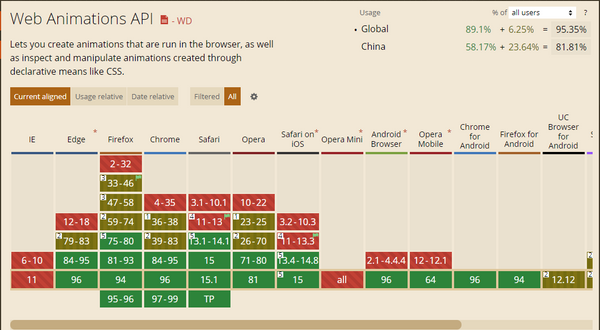 Web Animations API - WD
Usage % of all users ?
Lets you create animations that are run in the browser, as well
as inspect and manipulate animations created through
declarative means like CSS.
Global 89.1% + 6.25% = 95.35%
China 58.17% + 23.64% = 81.81%
Current aligned Usage relative Date relative Filtered All
IE Edge * Firefox Chrome Safari Opera Safari on iOS * Opera Mini * Android Browser * Opera Mobile * Chrome for Android Firefox for Android UC Browser for Android
2-32
3 33-46
3 47-58 4-35 3.1-10.1 10-22
12-18 2 59-74 1 36-38 4 11-13 1 23-25 3.2-10.3
2 79-83 5 75-80 2 39-83 5 13.1-14.1 2 26-70 4 11-13.3
6-10 84-95 81-93 84-95 15 71-80 5 13.4-14.8 2.1-4.4.4 12-12.1
11 96 94 96 15.1 81 5 15 all 96 64 96 94 2 12.12
95-96 97-99 TP